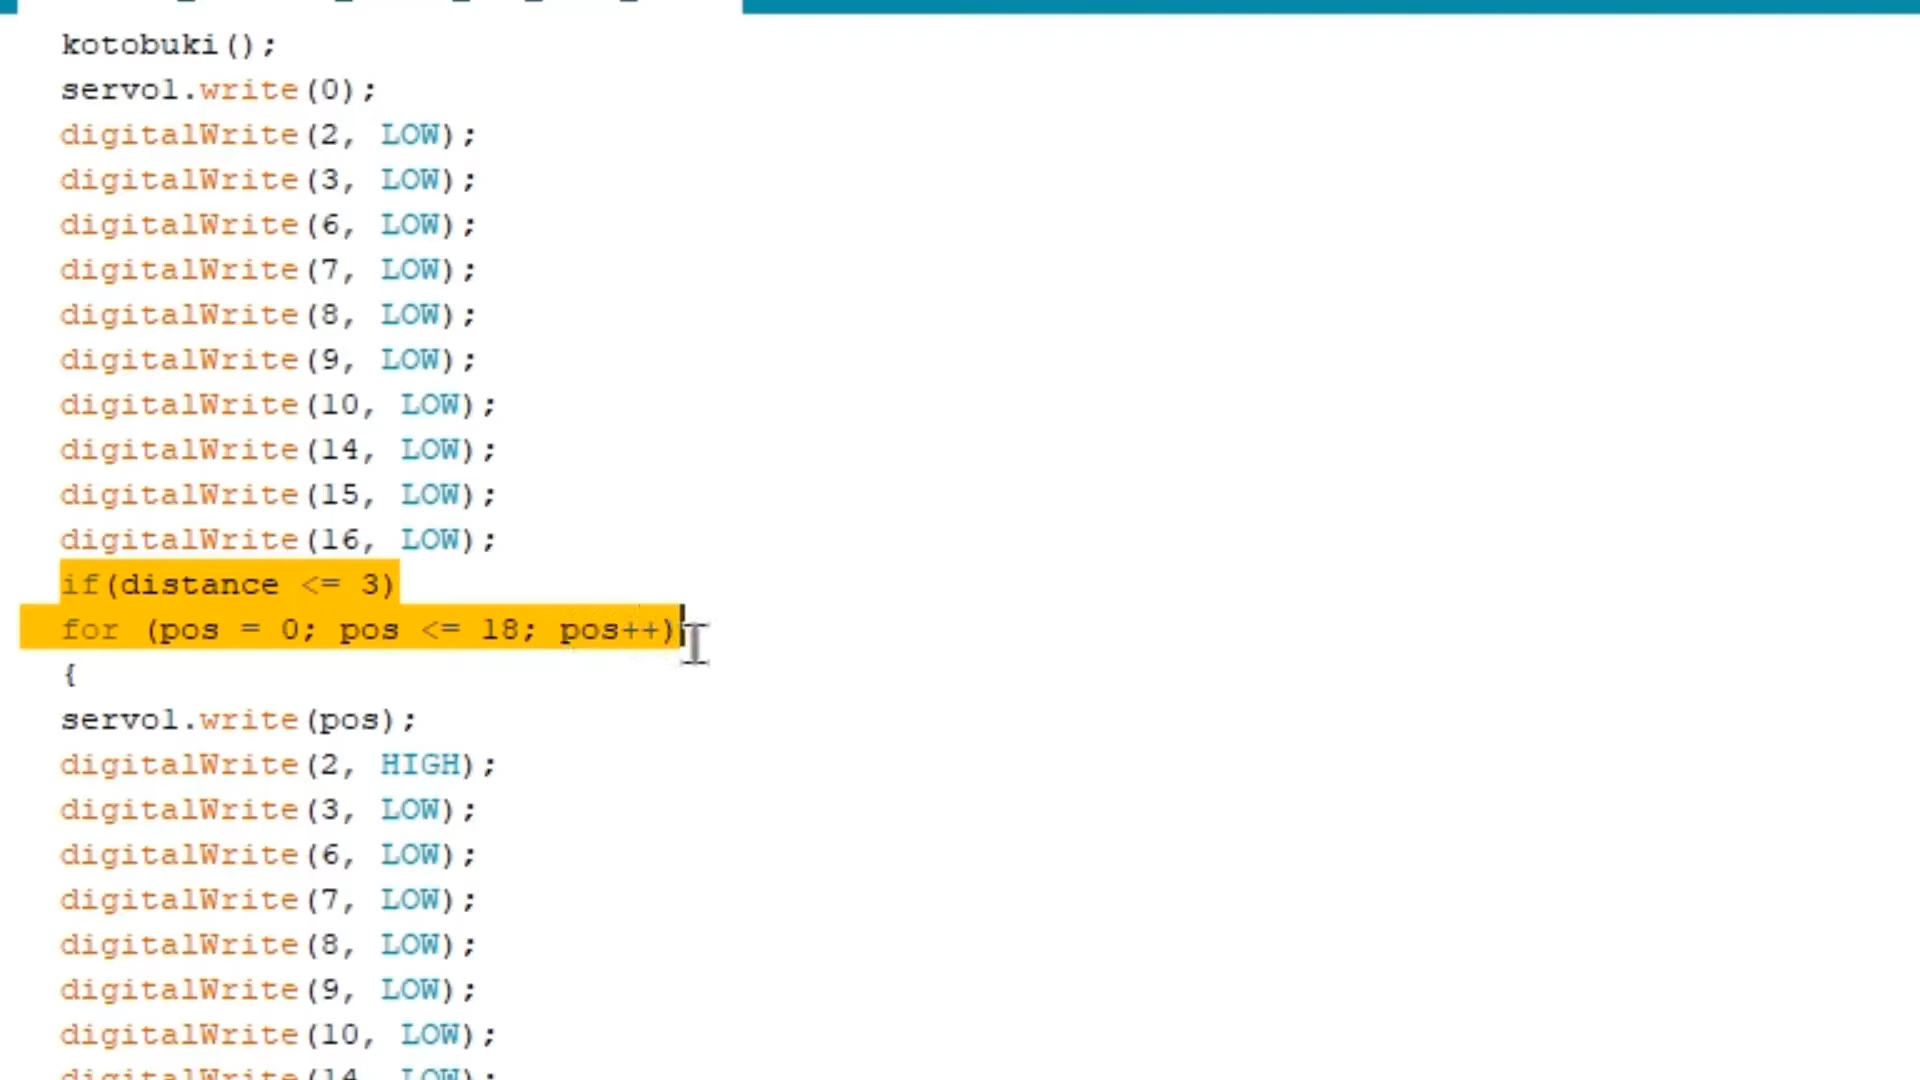 kotobuki();
servo1.write(0);
digitalWrite(2, LOW);
digitalWrite(3, LOW);
digitalWrite(6, LOW);
digitalWrite(7, LOW);
digitalWrite(8, LOW);
digitalWrite(9, LOW);
digitalWrite(10, LOW);
digitalWrite(14, LOW);
digitalWrite(15, LOW);
digitalWrite(16, LOW);
if(distance <= 3)
for (pos = 0; pos <= 18; pos++)
{
servo1.write(pos);
digitalWrite(2, HIGH);
digitalWrite(3, LOW);
digitalWrite(6, LOW);
digitalWrite(7, LOW);
digitalWrite(8, LOW);
digitalWrite(9, LOW);
digitalWrite(10, LOW);
digitalWrite(14, LOW);